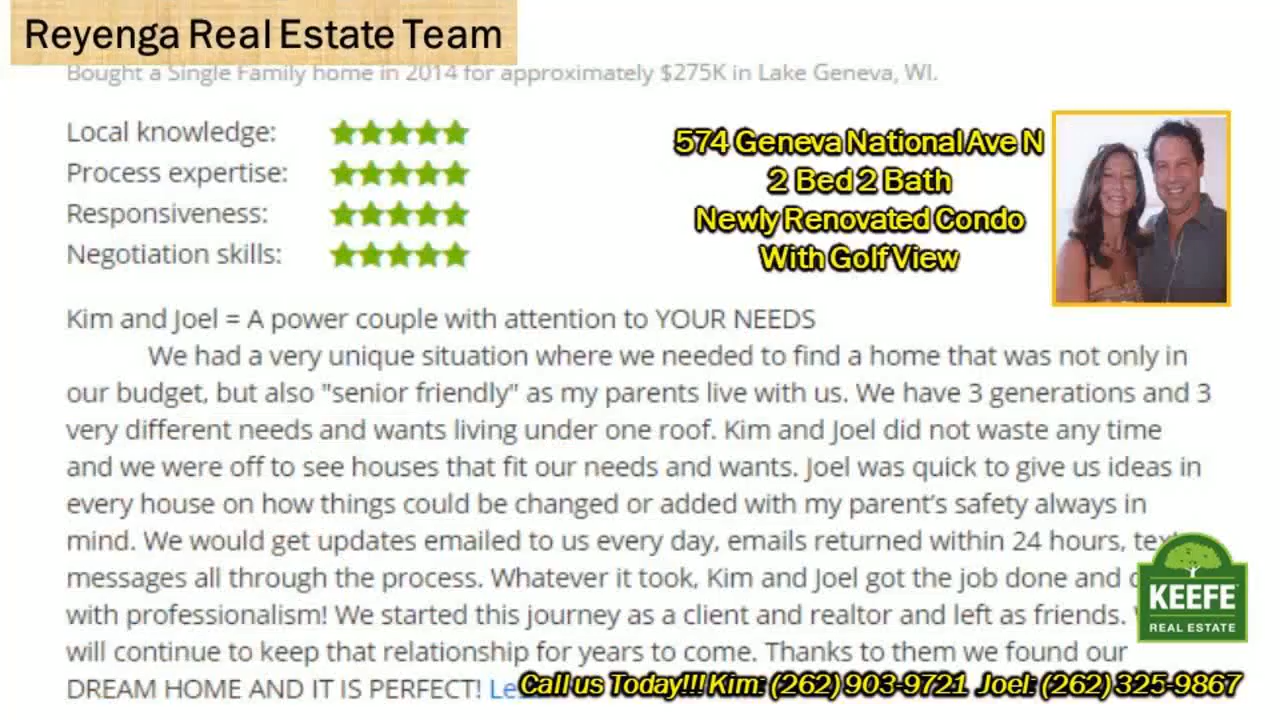 Reyenga Real Estate Team
Bought a Single Family home in 2014 for approximately $275K in Lake Geneva, WI.
Local knowledge:
Process expertise:
Responsiveness:
Negotiation skills:
574 Geneva National Ave N
2 Bed 2 Bath
Newly Renovated Condo
With Golf View
Kim and Joel = A power couple with attention to YOUR NEEDS
We had a very unique situation where we needed to find a home that was not only in
our budget, but also "senior friendly" as my parents live with us. We have 3 generations and 3
very different needs and wants living under one roof. Kim and Joel did not waste any time
and we were off to see houses that fit our needs and wants. Joel was quick to give us ideas in
every house on how things could be changed or added with my parent's safety always in
mind. We would get updates emailed to us every day, emails returned within 24 hours,
messages all through the process. Whatever it took, Kim and Joel got the job done and
with professionalism! We started this journey as a client and realtor and left as friends.
will continue to keep that relationship for years to come. Thanks to them we found our
DREAM HOME AND IT IS PERFECT!
KEEFE
REAL ESTATE
Call us Today!!! Kim: (262) 903-9721 Joel: (262) 325-9867